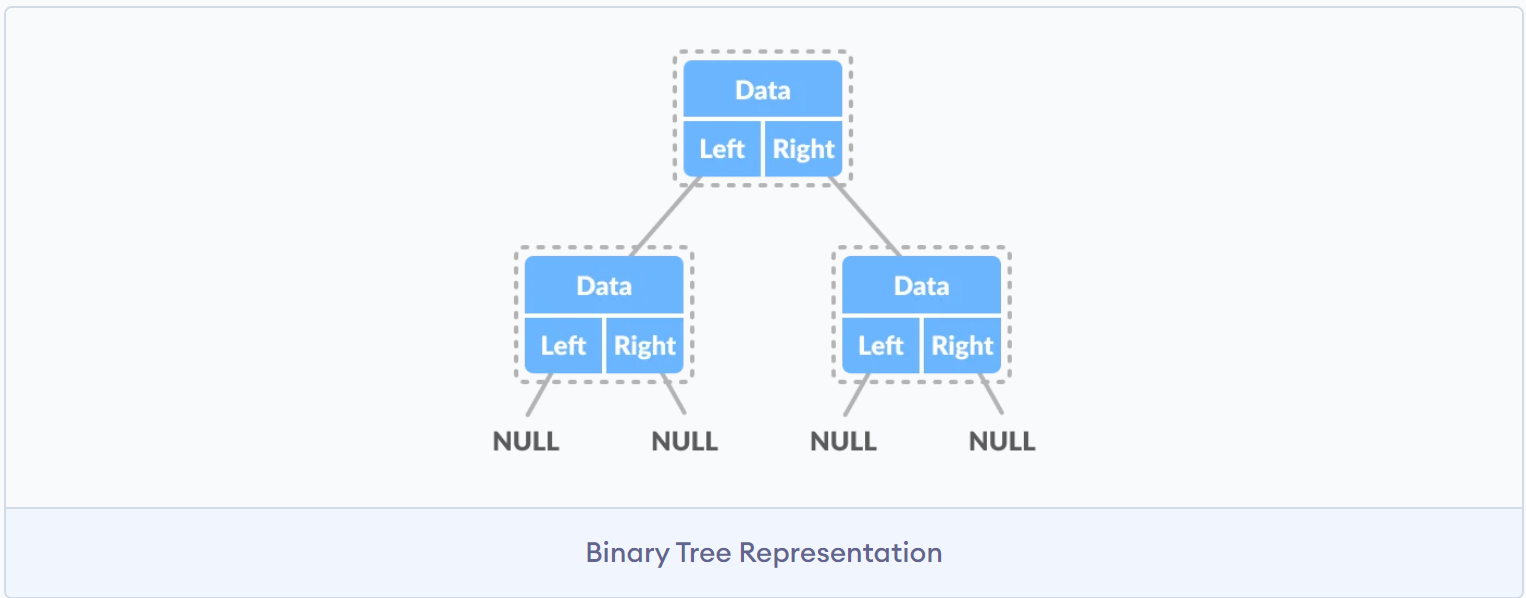 Data
Left Right
Data Data
Left Right Left Right
NULL NULL NULL NULL
Binary Tree Representation